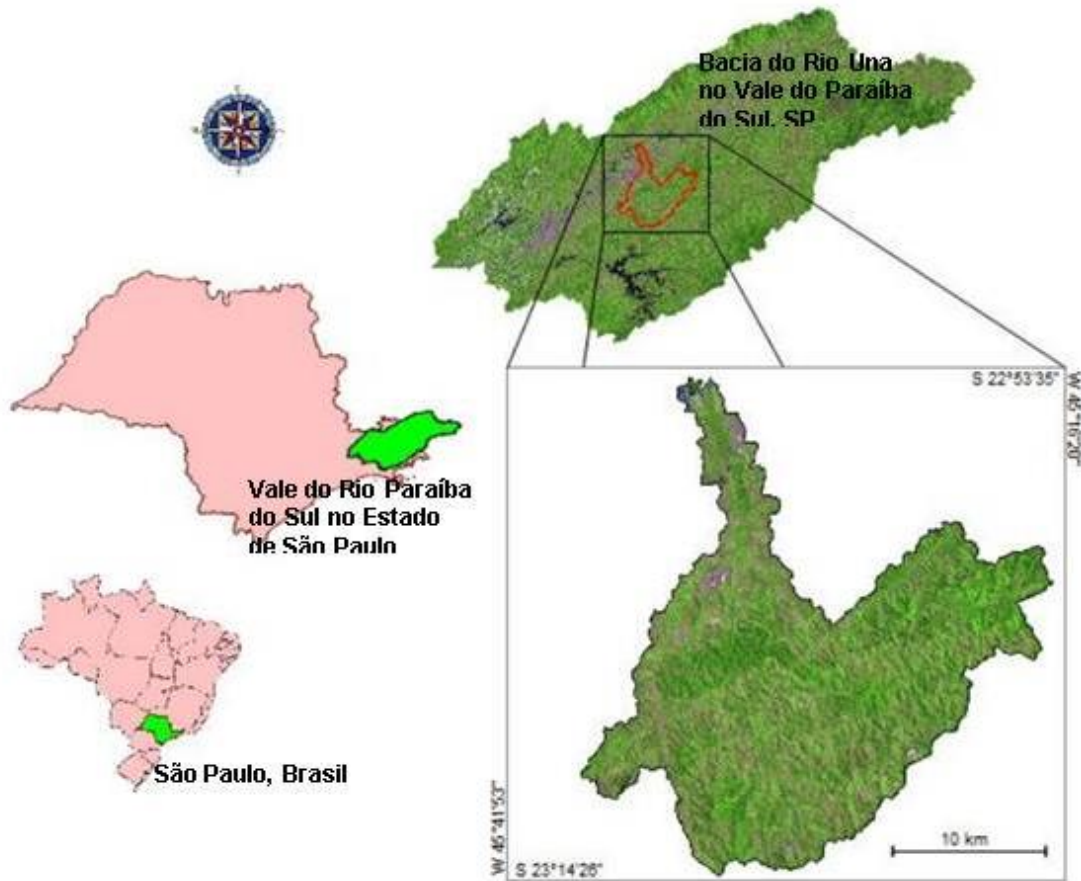 Bacia do Rio Una
no Vale do Paraíba
do Sul, SP
Vale do Rio Paraíba
do Sul no Estado
de São Paulo
São Paulo, Brasil
S 22°53'35"
W 45°16'20"
W 45°41'53"
S 23°14'26"
10 km